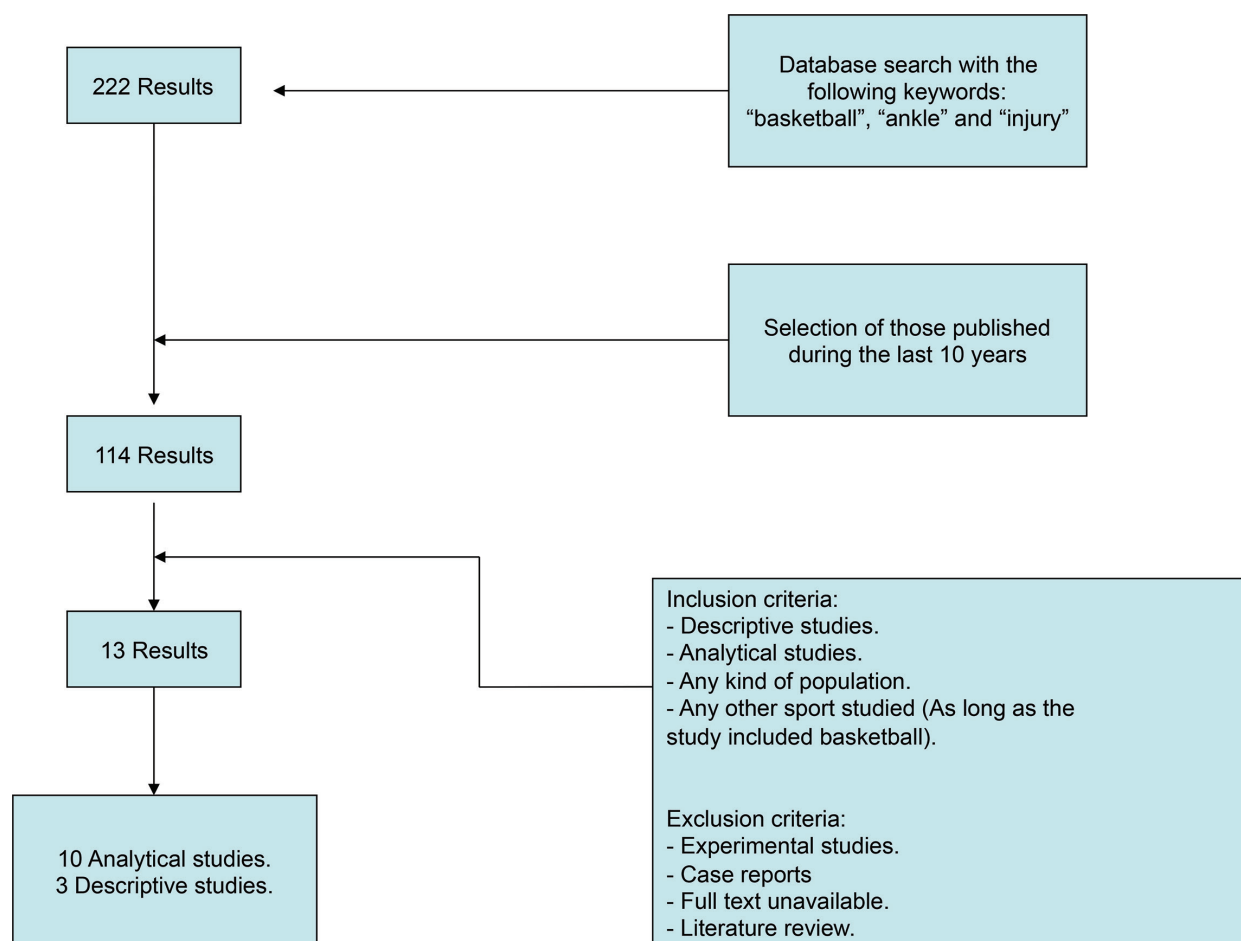 222 Results
Database search with the
following keywords:
“basketball”, “ankle” and “injury”
Selection of those published
during the last 10 years
114 Results
13 Results
Inclusion criteria:
- Descriptive studies.
- Analytical studies.
- Any kind of population.
- Any other sport studied (As long as the
study included basketball).
Exclusion criteria:
- Experimental studies.
- Case reports
- Full text unavailable.
- Literature review.
10 Analytical studies.
3 Descriptive studies.